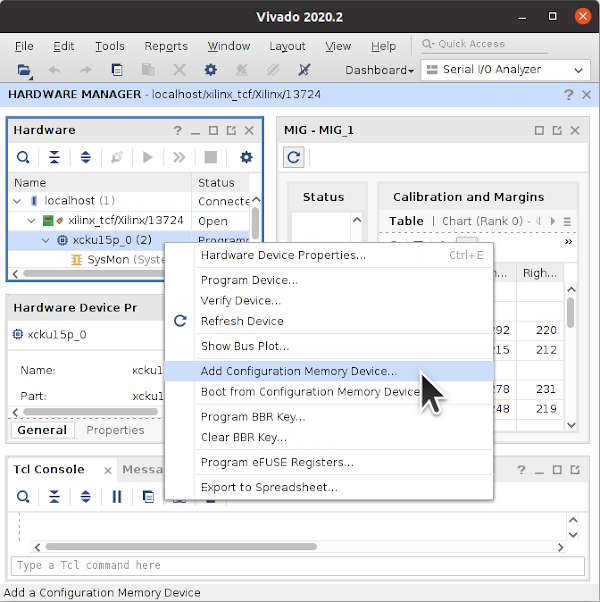 Vivado 2020.2
File Edit Tools Reports Window Layout View Help Quick Access
Dashboard Serial I/O Analyzer
HARDWARE MANAGER - localhost/xilinx_tcf/Xilinx/13724
Hardware
Name Status
localhost (1) Connecte
xilinx_tcf/Xilinx/13724 Open
xcku15p_0 (2) Programm
SysMon (Syste
MIG - MIG_1
Status
Calibration and Margins
Table Chart (Rank 0)
Righ...
292 220
215 212
278 231
248 219
Hardware Device Properties... Ctrl+E
Program Device...
Verify Device...
Refresh Device
Show Bus Plot...
Add Configuration Memory Device...
Boot from Configuration Memory Device
Program BBR Key...
Clear BBR Key...
Program eFUSE Registers...
Export to Spreadsheet...
Hardware Device Pr
xcku15p_0
Name: xcku
Part: xcku
General Properties
Tcl Console Messa
Type a Tcl command here
Add a Configuration Memory Device